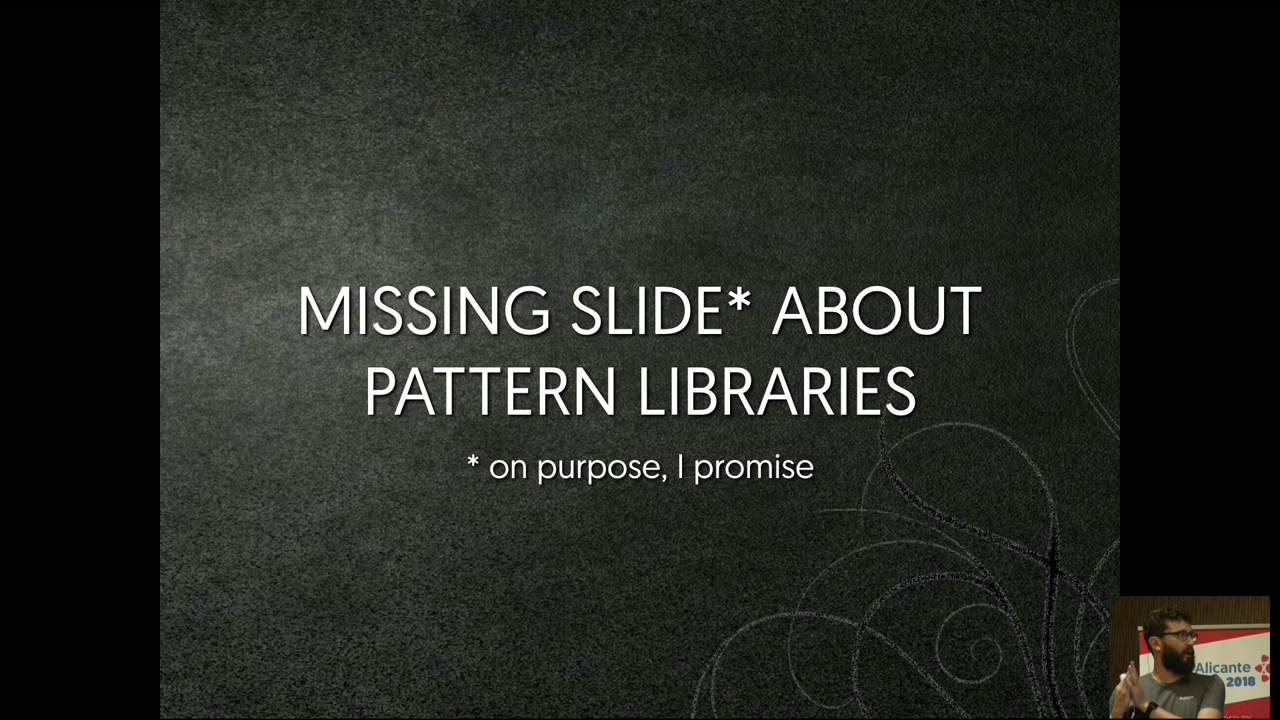 MISSING SLIDE* ABOUT
PATTERN LIBRARIES
* on purpose, I promise
Alicante
2018